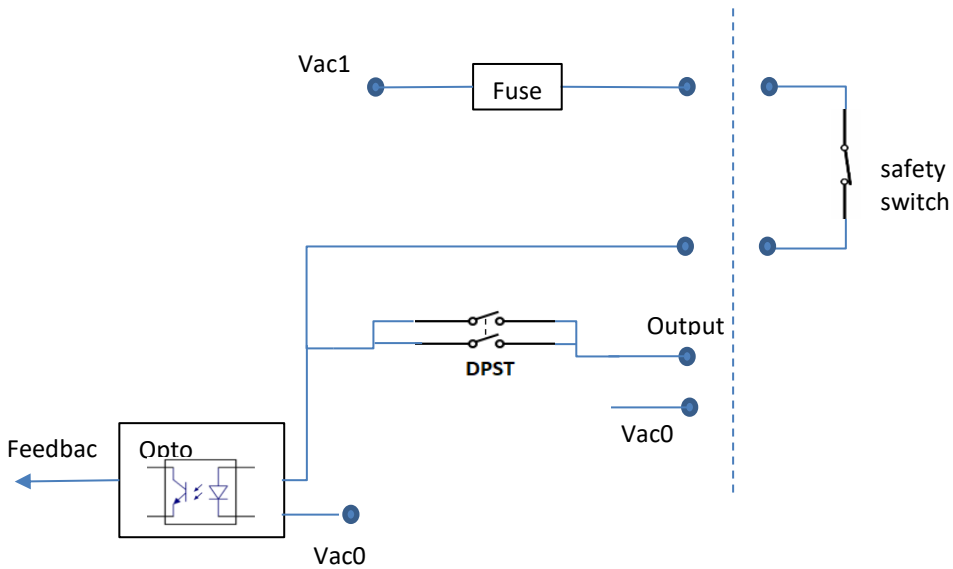 Vac1
Fuse
safety
switch
Output
DPST
Vac0
Feedbac
Opto
Vac0